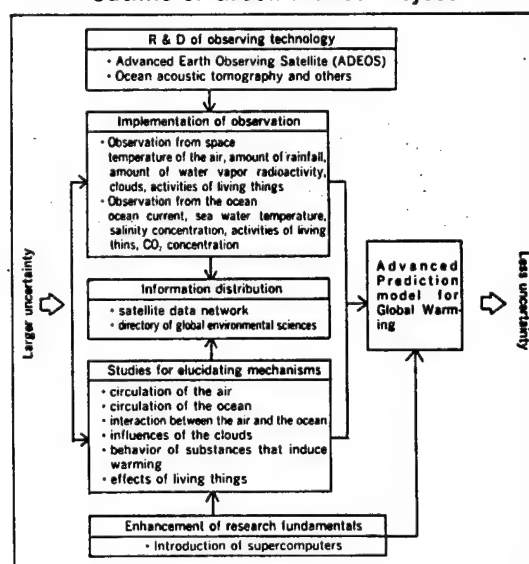 R & D of observing technology
• Advanced Earth Observing Satellite (ADEOS)
• Ocean acoustic tomography and others
Implementation of observation
• Observation from space
temperature of the air, amount of rainfall,
amount of water vapor radioactivity,
clouds, activities of living things
• Observation from the ocean
ocean current, sea water temperature,
salinity concentration, activities of living
thins, CO₂ concentration
Larger uncertainty
Information distribution
• satellite data network
• directory of global environmental sciences
Advanced
Prediction
model for
Global Warm-
ing
Less uncertainty
Studies for elucidating mechanisms
• circulation of the air
• circulation of the ocean
• interaction between the air and the ocean
• influences of the clouds
• behavior of substances that induce
warming
• effects of living things
Enhancement of research fundamentals
• Introduction of supercomputers